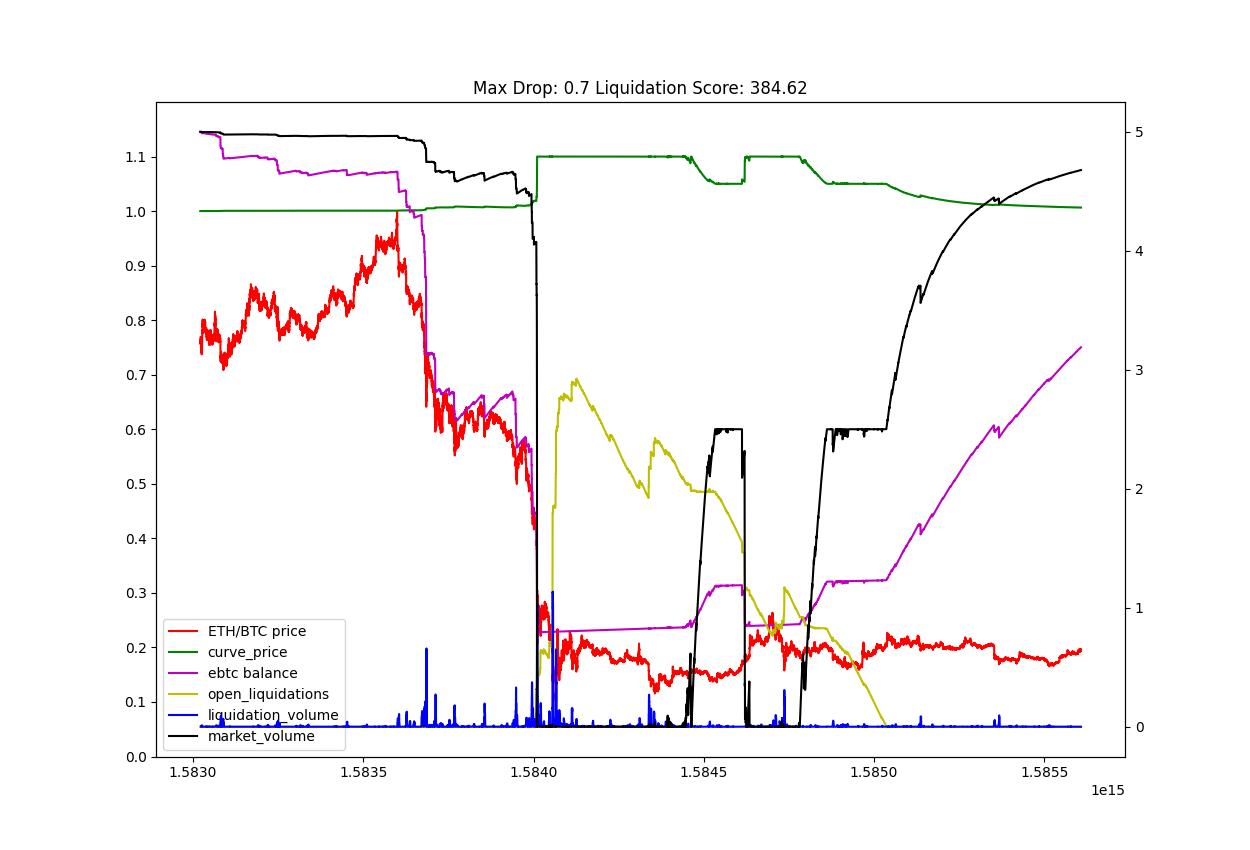 Max Drop: 0.7 Liquidation Score: 384.62
1.1
1.0
0.9
0.8
0.7
0.6
0.5
0.4
0.3
0.2
0.1
0.0
5
4
3
2
1
0
ETH/BTC price
curve_price
ebtc balance
open_liquidations
liquidation_volume
market_volume
1.5830 1.5835 1.5840 1.5845 1.5850 1.5855
1e15